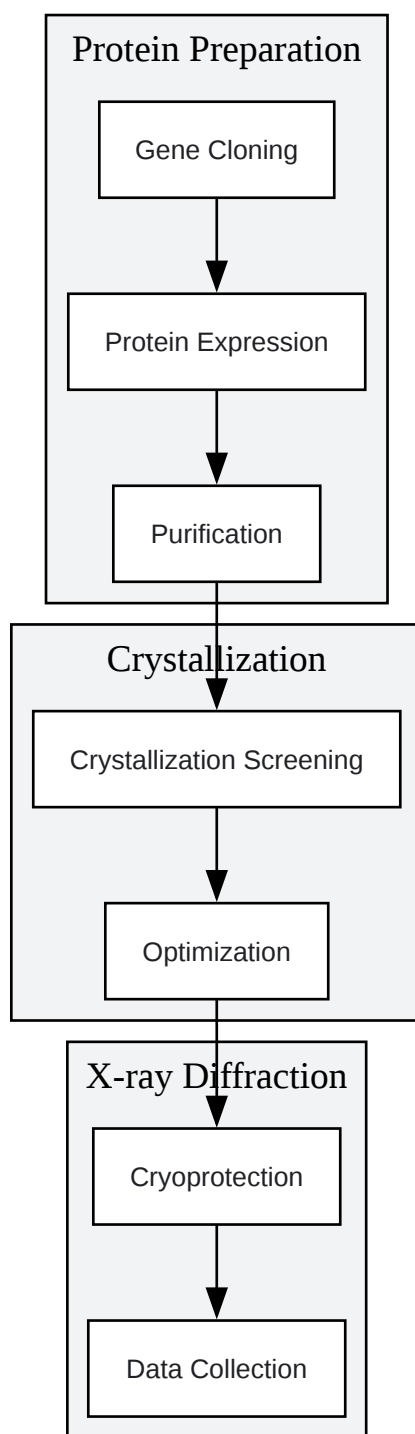 Protein Preparation
Gene Cloning
Protein Expression
Purification
Crystallization
Crystallization Screening
Optimization
X-ray Diffraction
Cryoprotection
Data Collection